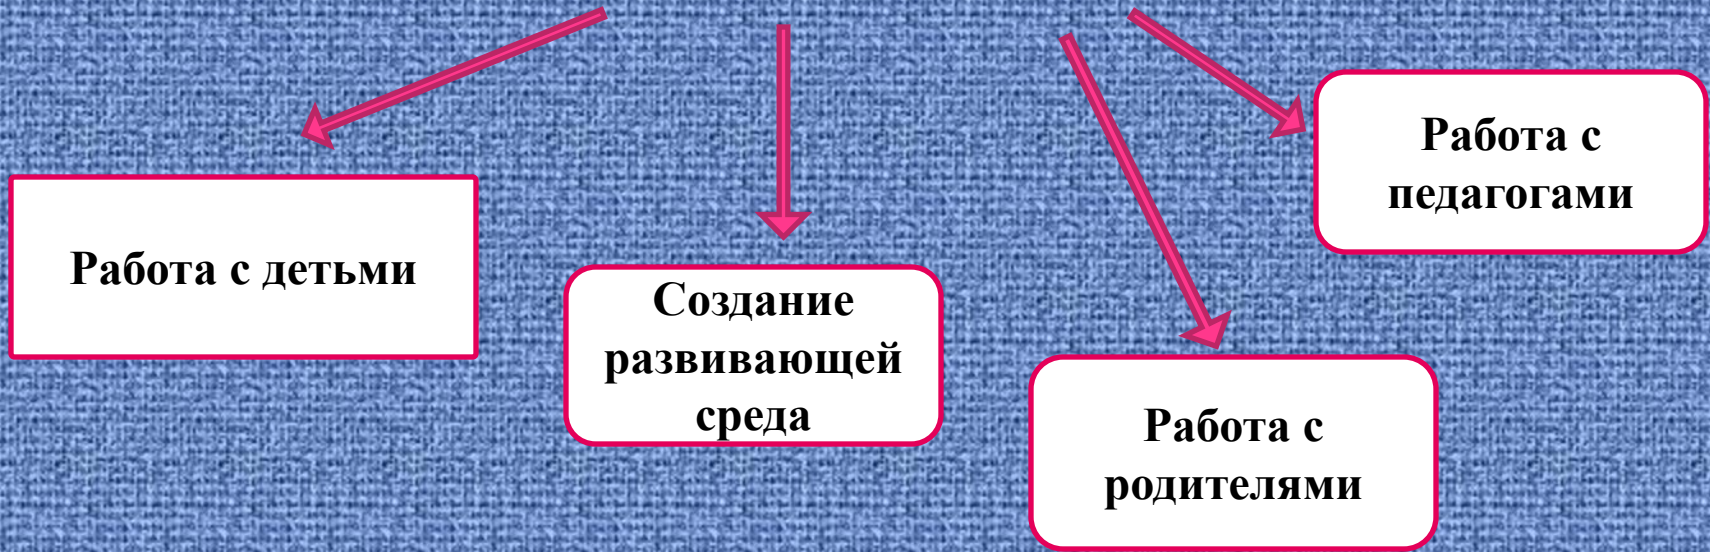 Работа с детьми
Создание
развивающей
среда
Работа с
родителями
Работа с
педагогами